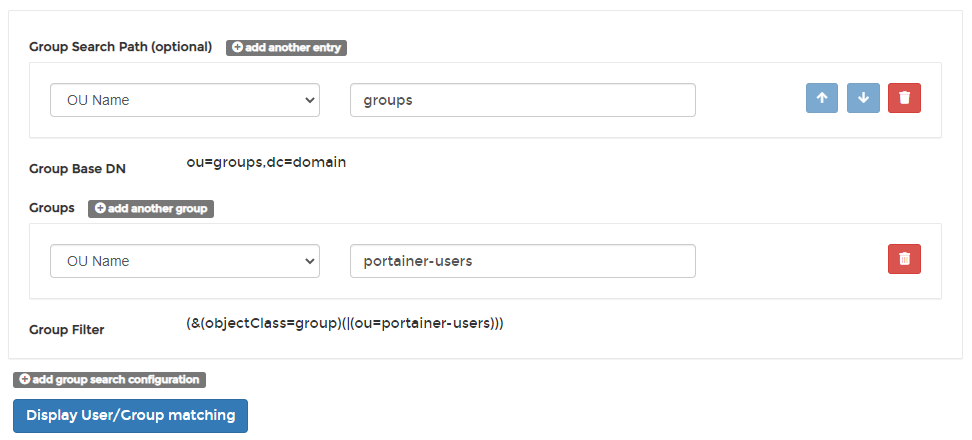 Group Search Path (optional) add another entry
OU Name groups
Group Base DN ou=groups,dc=domain
Groups add another group
OU Name portainer-users
Group Filter (&(objectClass=group)(|(ou=portainer-users)))
add group search configuration
Display User/Group matching